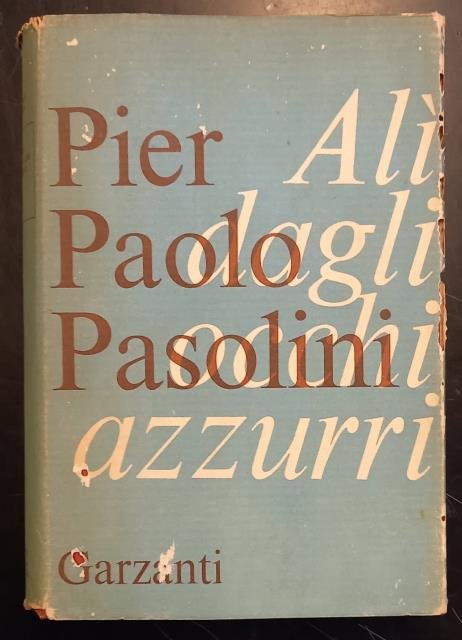 Pier
Paolo
Pasolini
Alì
dagli
occhi
azzurri
Garzanti